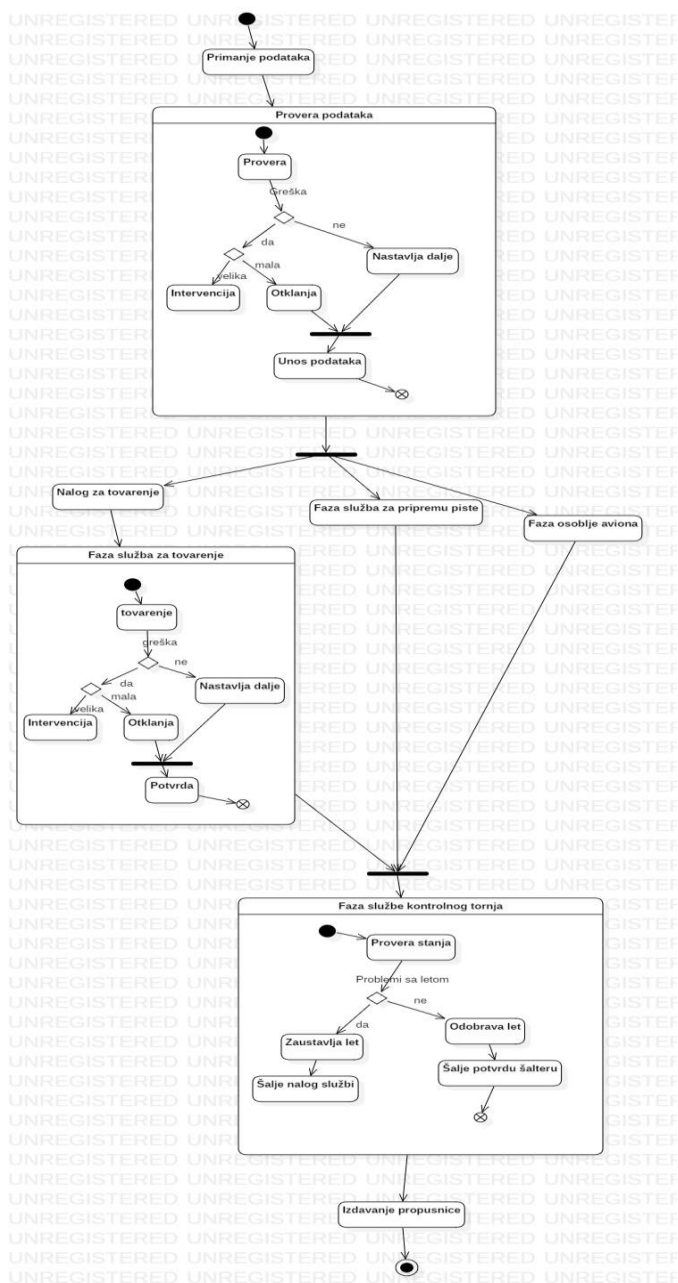 Primanje podataka
Provera podataka
Provera
Greška
da
ne
velika
mala
Nastavlja dalje
Intervencija
Otklanja
Unos podataka
Nalog za tovarenje
Faza služba za pripremu piste
Faza osoblje aviona
Faza služba za tovarenje
tovarenje
greška
da
ne
velika
mala
Nastavlja dalje
Intervencija
Otklanja
Potvrda
Faza službe kontrolnog tornja
Provera stanja
Problemi sa letom
da
ne
Zaustavlja let
Odobrava let
Šalje nalog službi
Šalje potvrdu šalteru
Izdavanje propusnice
UNREGISTERED